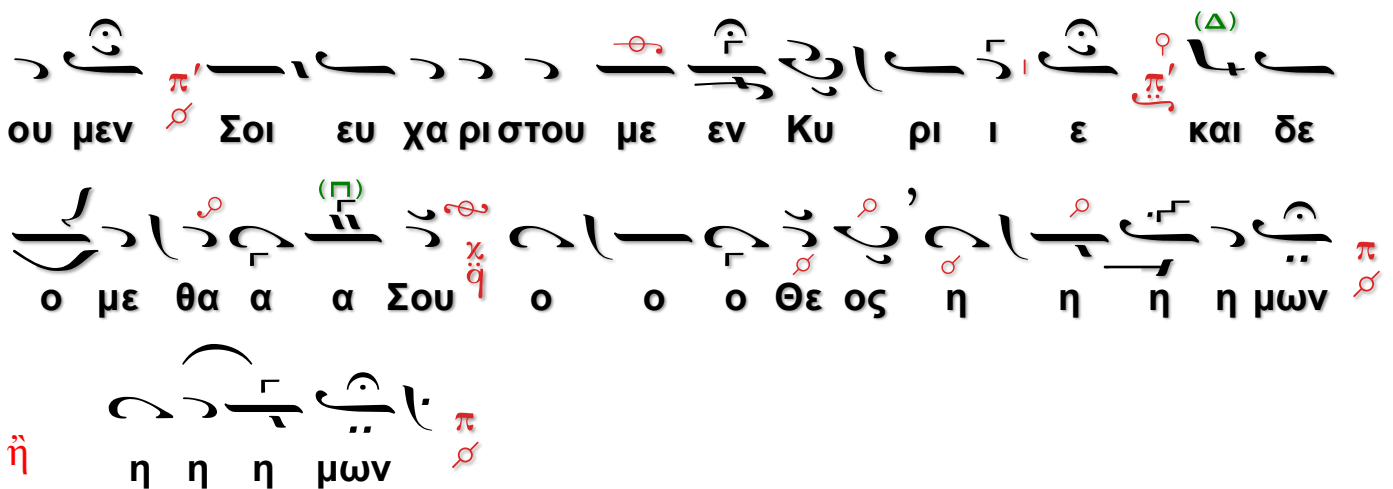 ου μεν π' Σοι ευ χα ρι στου με εν Κυ ρι ι ε π' (Δ) και δε
ο με θα α (Π) α Σου χ q ο ο ο Θε ος η η η η μων π
ἢ η η η μων π